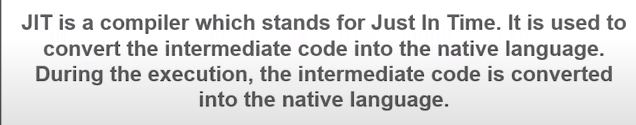 JIT is a compiler which stands for Just In Time. It is used to
convert the intermediate code into the native language.
During the execution, the intermediate code is converted
into the native language.